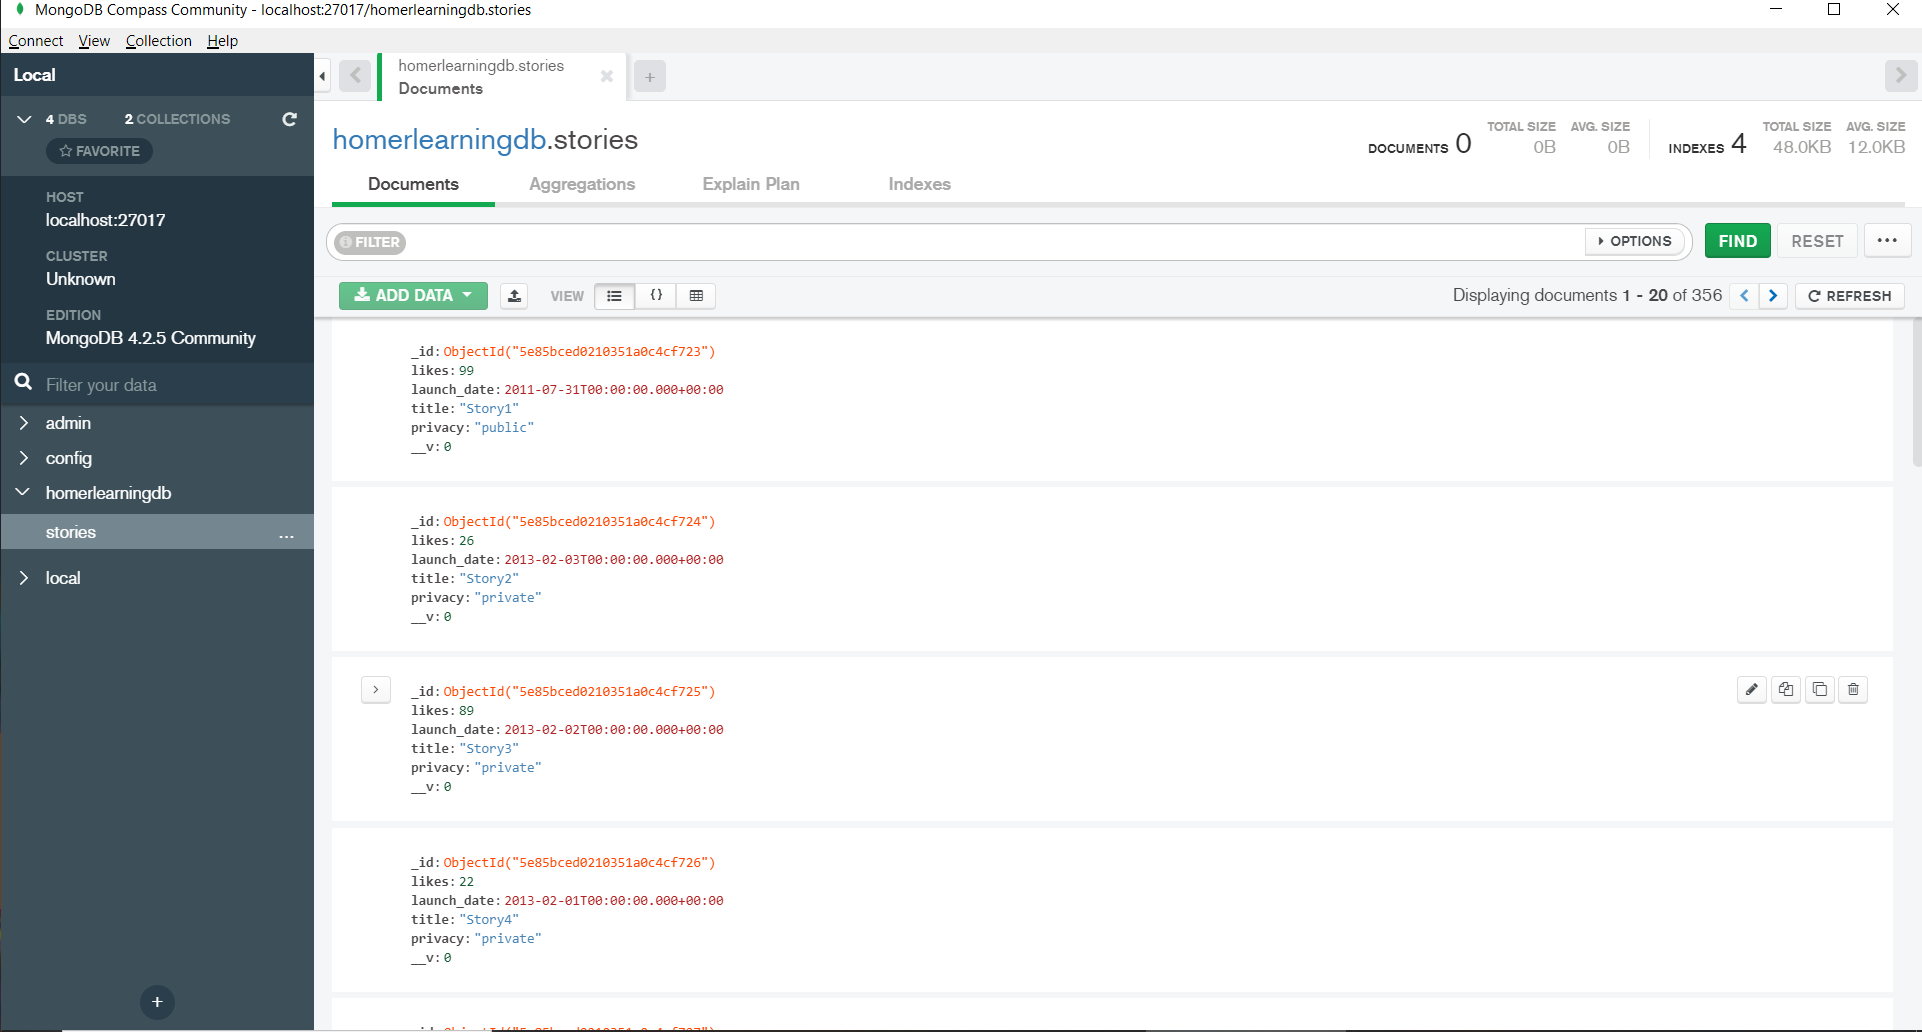 MongoDB Compass Community - localhost:27017/homerlearningdb.stories
Connect View Collection Help
Local
4 DBS 2 COLLECTIONS
FAVORITE
HOST
localhost:27017
CLUSTER
Unknown
EDITION
MongoDB 4.2.5 Community
Filter your data
admin
config
homerlearningdb
stories ...
local
+
homerlearningdb.stories
Documents
+
homerlearningdb.stories
DOCUMENTS 0 TOTAL SIZE 0B AVG. SIZE 0B INDEXES 4 TOTAL SIZE 48.0KB AVG. SIZE 12.0KB
Documents Aggregations Explain Plan Indexes
FILTER OPTIONS FIND RESET ...
ADD DATA VIEW {} Displaying documents 1 - 20 of 356 REFRESH
_id: ObjectId("5e85bced0210351a0c4cf723")
likes: 99
launch_date: 2011-07-31T00:00:00.000+00:00
title: "Story1"
privacy: "public"
__v: 0
_id: ObjectId("5e85bced0210351a0c4cf724")
likes: 26
launch_date: 2013-02-03T00:00:00.000+00:00
title: "Story2"
privacy: "private"
__v: 0
_id: ObjectId("5e85bced0210351a0c4cf725")
likes: 89
launch_date: 2013-02-02T00:00:00.000+00:00
title: "Story3"
privacy: "private"
__v: 0
_id: ObjectId("5e85bced0210351a0c4cf726")
likes: 22
launch_date: 2013-02-01T00:00:00.000+00:00
title: "Story4"
privacy: "private"
__v: 0